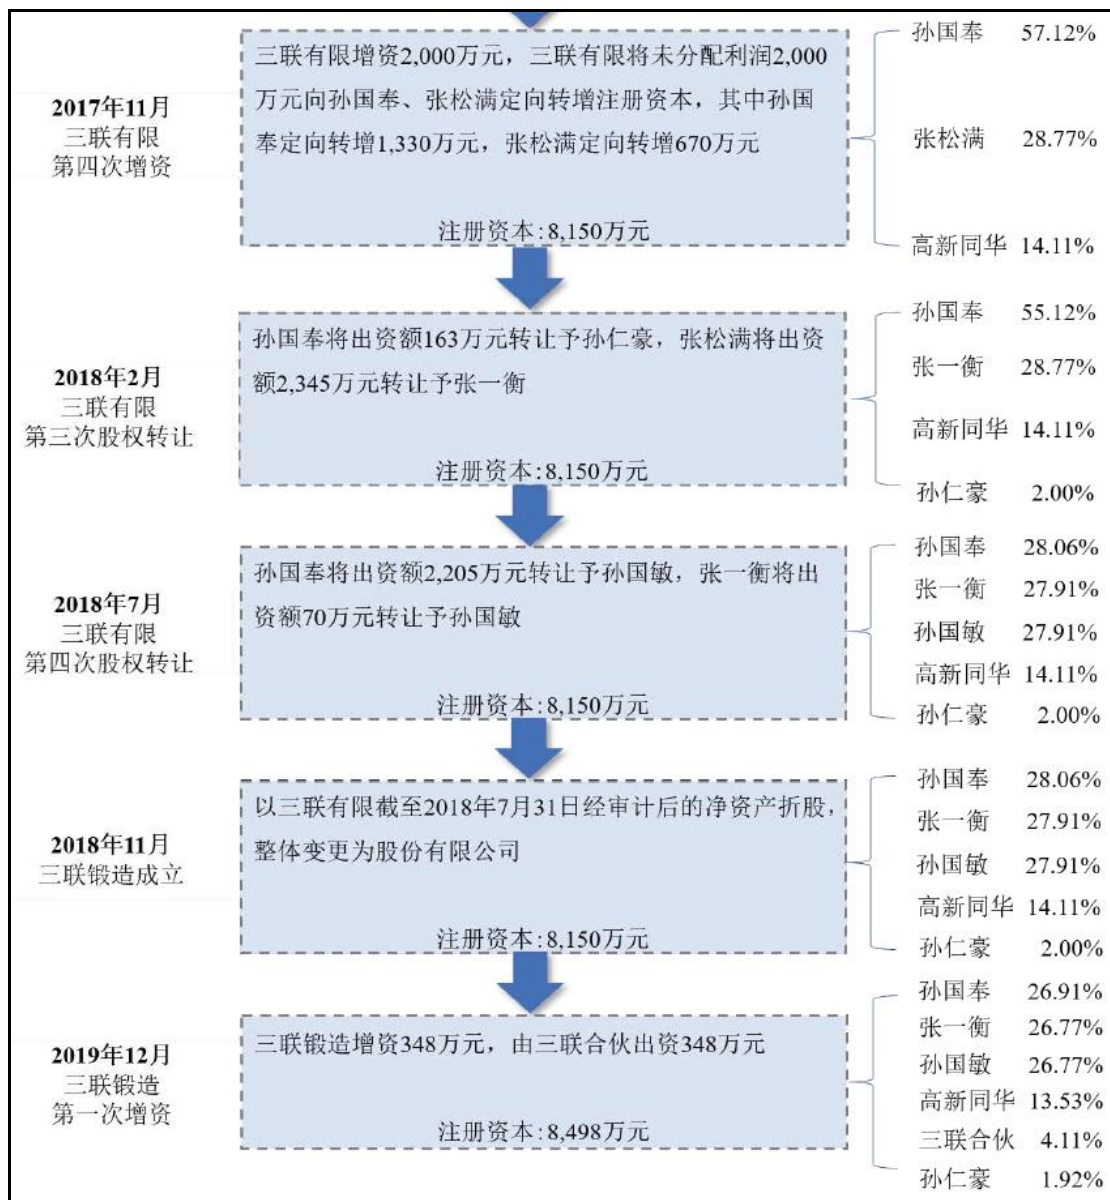 2017年11月
三联有限
第四次增资
三联有限增资2,000万元，三联有限将未分配利润2,000
万元向孙国奉、张松满定向转增注册资本，其中孙国
奉定向转增1,330万元，张松满定向转增670万元
注册资本：8,150万元
孙国奉 57.12%
张松满 28.77%
高新同华 14.11%
2018年2月
三联有限
第三次股权转让
孙国奉将出资额163万元转让予孙仁豪，张松满将出资
额2,345万元转让予张一衡
注册资本：8,150万元
孙国奉 55.12%
张一衡 28.77%
高新同华 14.11%
孙仁豪 2.00%
2018年7月
三联有限
第四次股权转让
孙国奉将出资额2,205万元转让予孙国敏，张一衡将出
资额70万元转让予孙国敏
注册资本：8,150万元
孙国奉 28.06%
张一衡 27.91%
孙国敏 27.91%
高新同华 14.11%
孙仁豪 2.00%
2018年11月
三联锻造成立
以三联有限截至2018年7月31日经审计后的净资产折股，
整体变更为股份有限公司
注册资本：8,150万元
孙国奉 28.06%
张一衡 27.91%
孙国敏 27.91%
高新同华 14.11%
孙仁豪 2.00%
2019年12月
三联锻造
第一次增资
三联锻造增资348万元，由三联合伙出资348万元
注册资本：8,498万元
孙国奉 26.91%
张一衡 26.77%
孙国敏 26.77%
高新同华 13.53%
三联合伙 4.11%
孙仁豪 1.92%